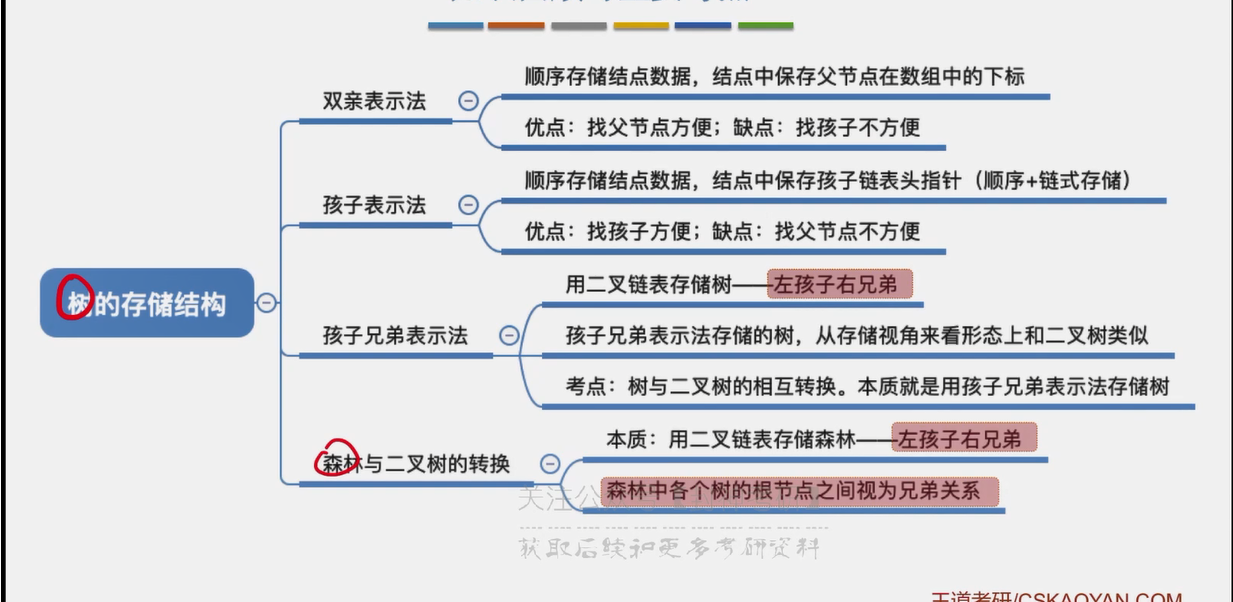 双亲表示法
顺序存储结点数据，结点中保存父节点在数组中的下标
优点：找父节点方便；缺点：找孩子不方便
孩子表示法
顺序存储结点数据，结点中保存孩子链表头指针（顺序+链式存储）
优点：找孩子方便；缺点：找父节点不方便
树的存储结构
孩子兄弟表示法
用二叉链表存储树——左孩子右兄弟
孩子兄弟表示法存储的树，从存储视角来看形态上和二叉树类似
考点：树与二叉树的相互转换。本质就是用孩子兄弟表示法存储树
森林与二叉树的转换
本质：用二叉链表存储森林——左孩子右兄弟
森林中各个树的根节点之间视为兄弟关系
关注公
获取后续和更多考研资料
王道考研/CSKAOYAN.COM